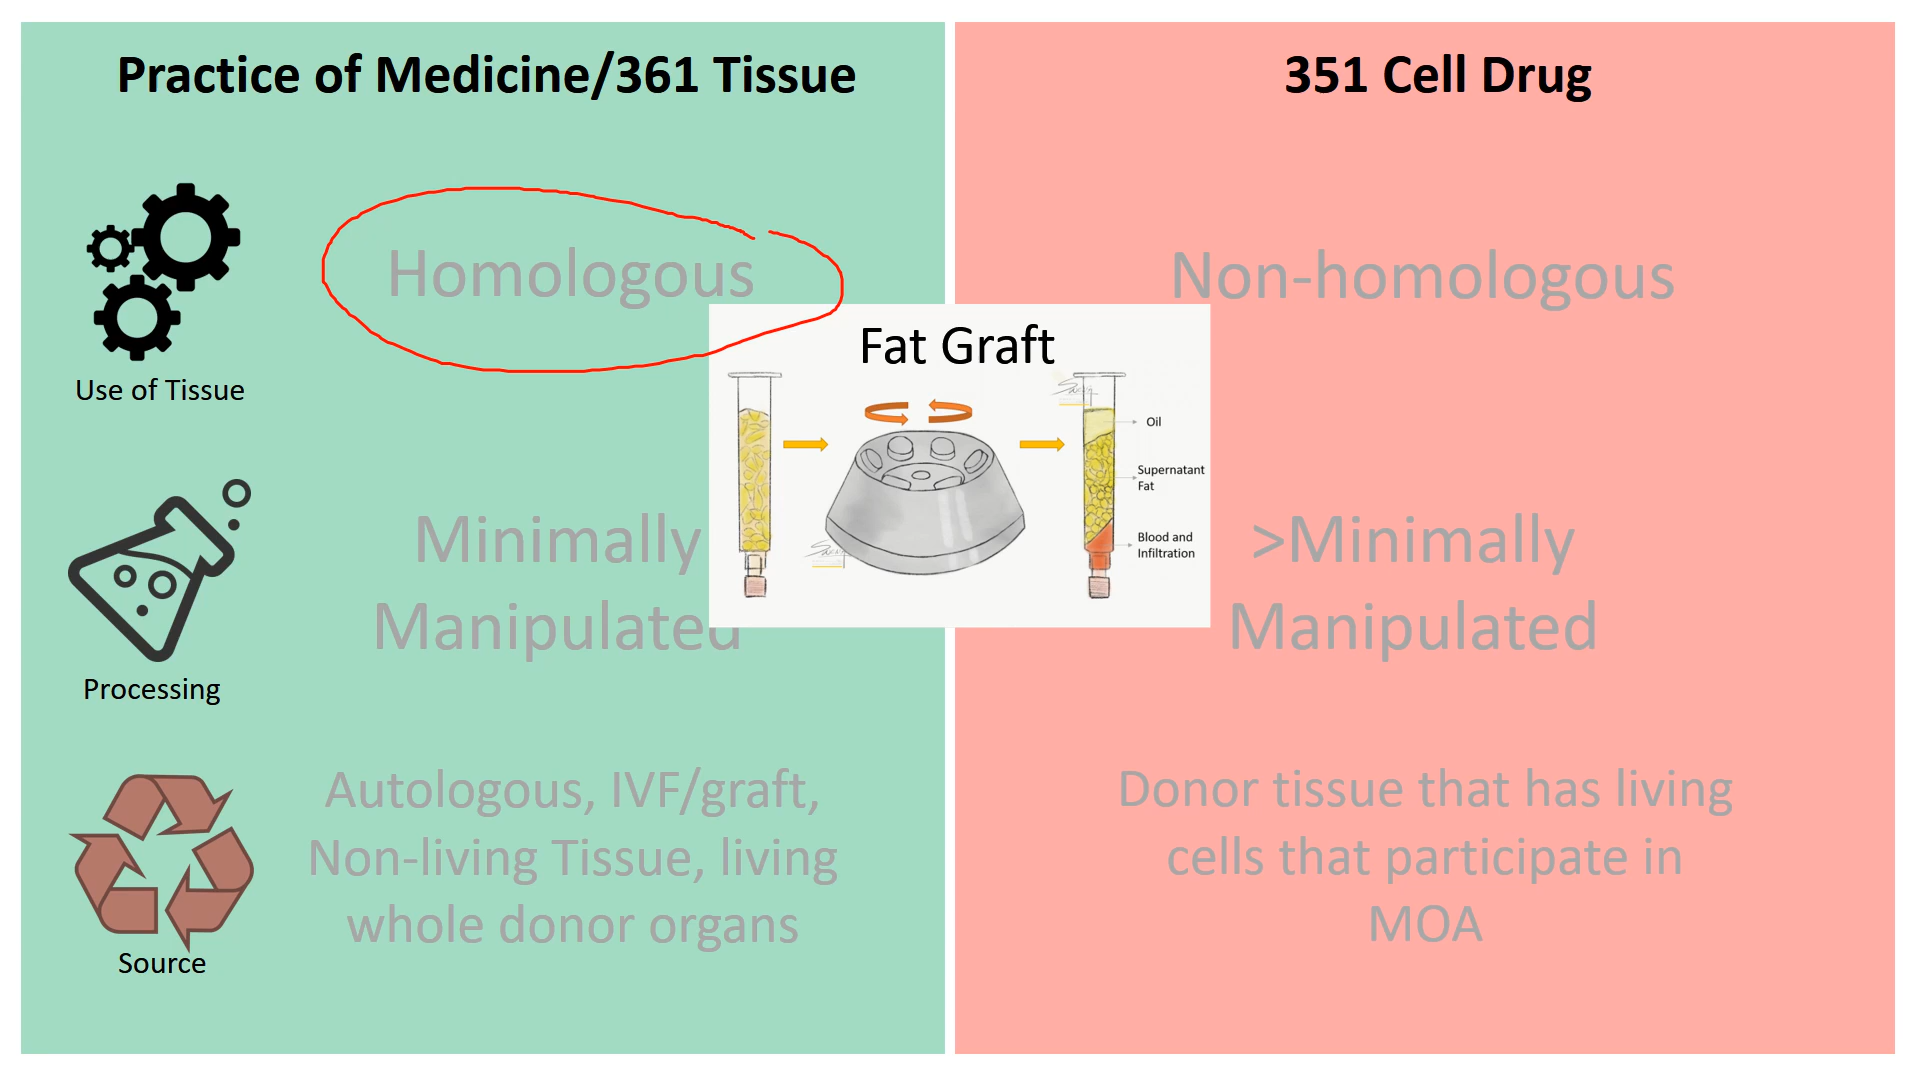 Practice of Medicine/361 Tissue
351 Cell Drug
Homologous
Non-homologous
Use of Tissue
Fat Graft
Oil
Supernatant
Fat
Blood and
Infiltration
Minimally
Manipulated
>Minimally
Manipulated
Processing
Autologous, IVF/graft,
Non-living Tissue, living
whole donor organs
Donor tissue that has living
cells that participate in
MOA
Source